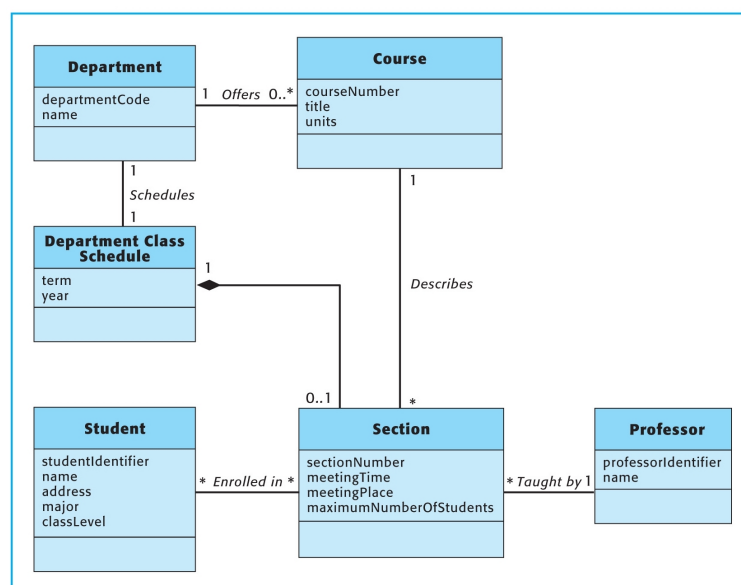 Department
departmentCode
name
1 Offers 0..*
Course
courseNumber
title
units
1
Schedules
1
1
Describes
Department Class
Schedule
term
year
1
0..1
*
Student
studentIdentifier
name
address
major
classLevel
* Enrolled in *
Section
sectionNumber
meetingTime
meetingPlace
maximumNumberOfStudents
* Taught by 1
Professor
professorIdentifier
name